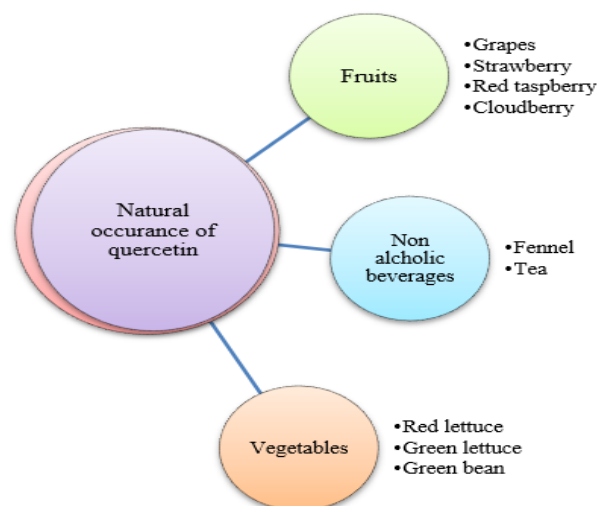 Natural
occurance of
quercetin
Fruits
•Grapes
•Strawberry
•Red taspberry
•Cloudberry
Non
alcholic
beverages
•Fennel
•Tea
Vegetables
•Red lettuce
•Green lettuce
•Green bean